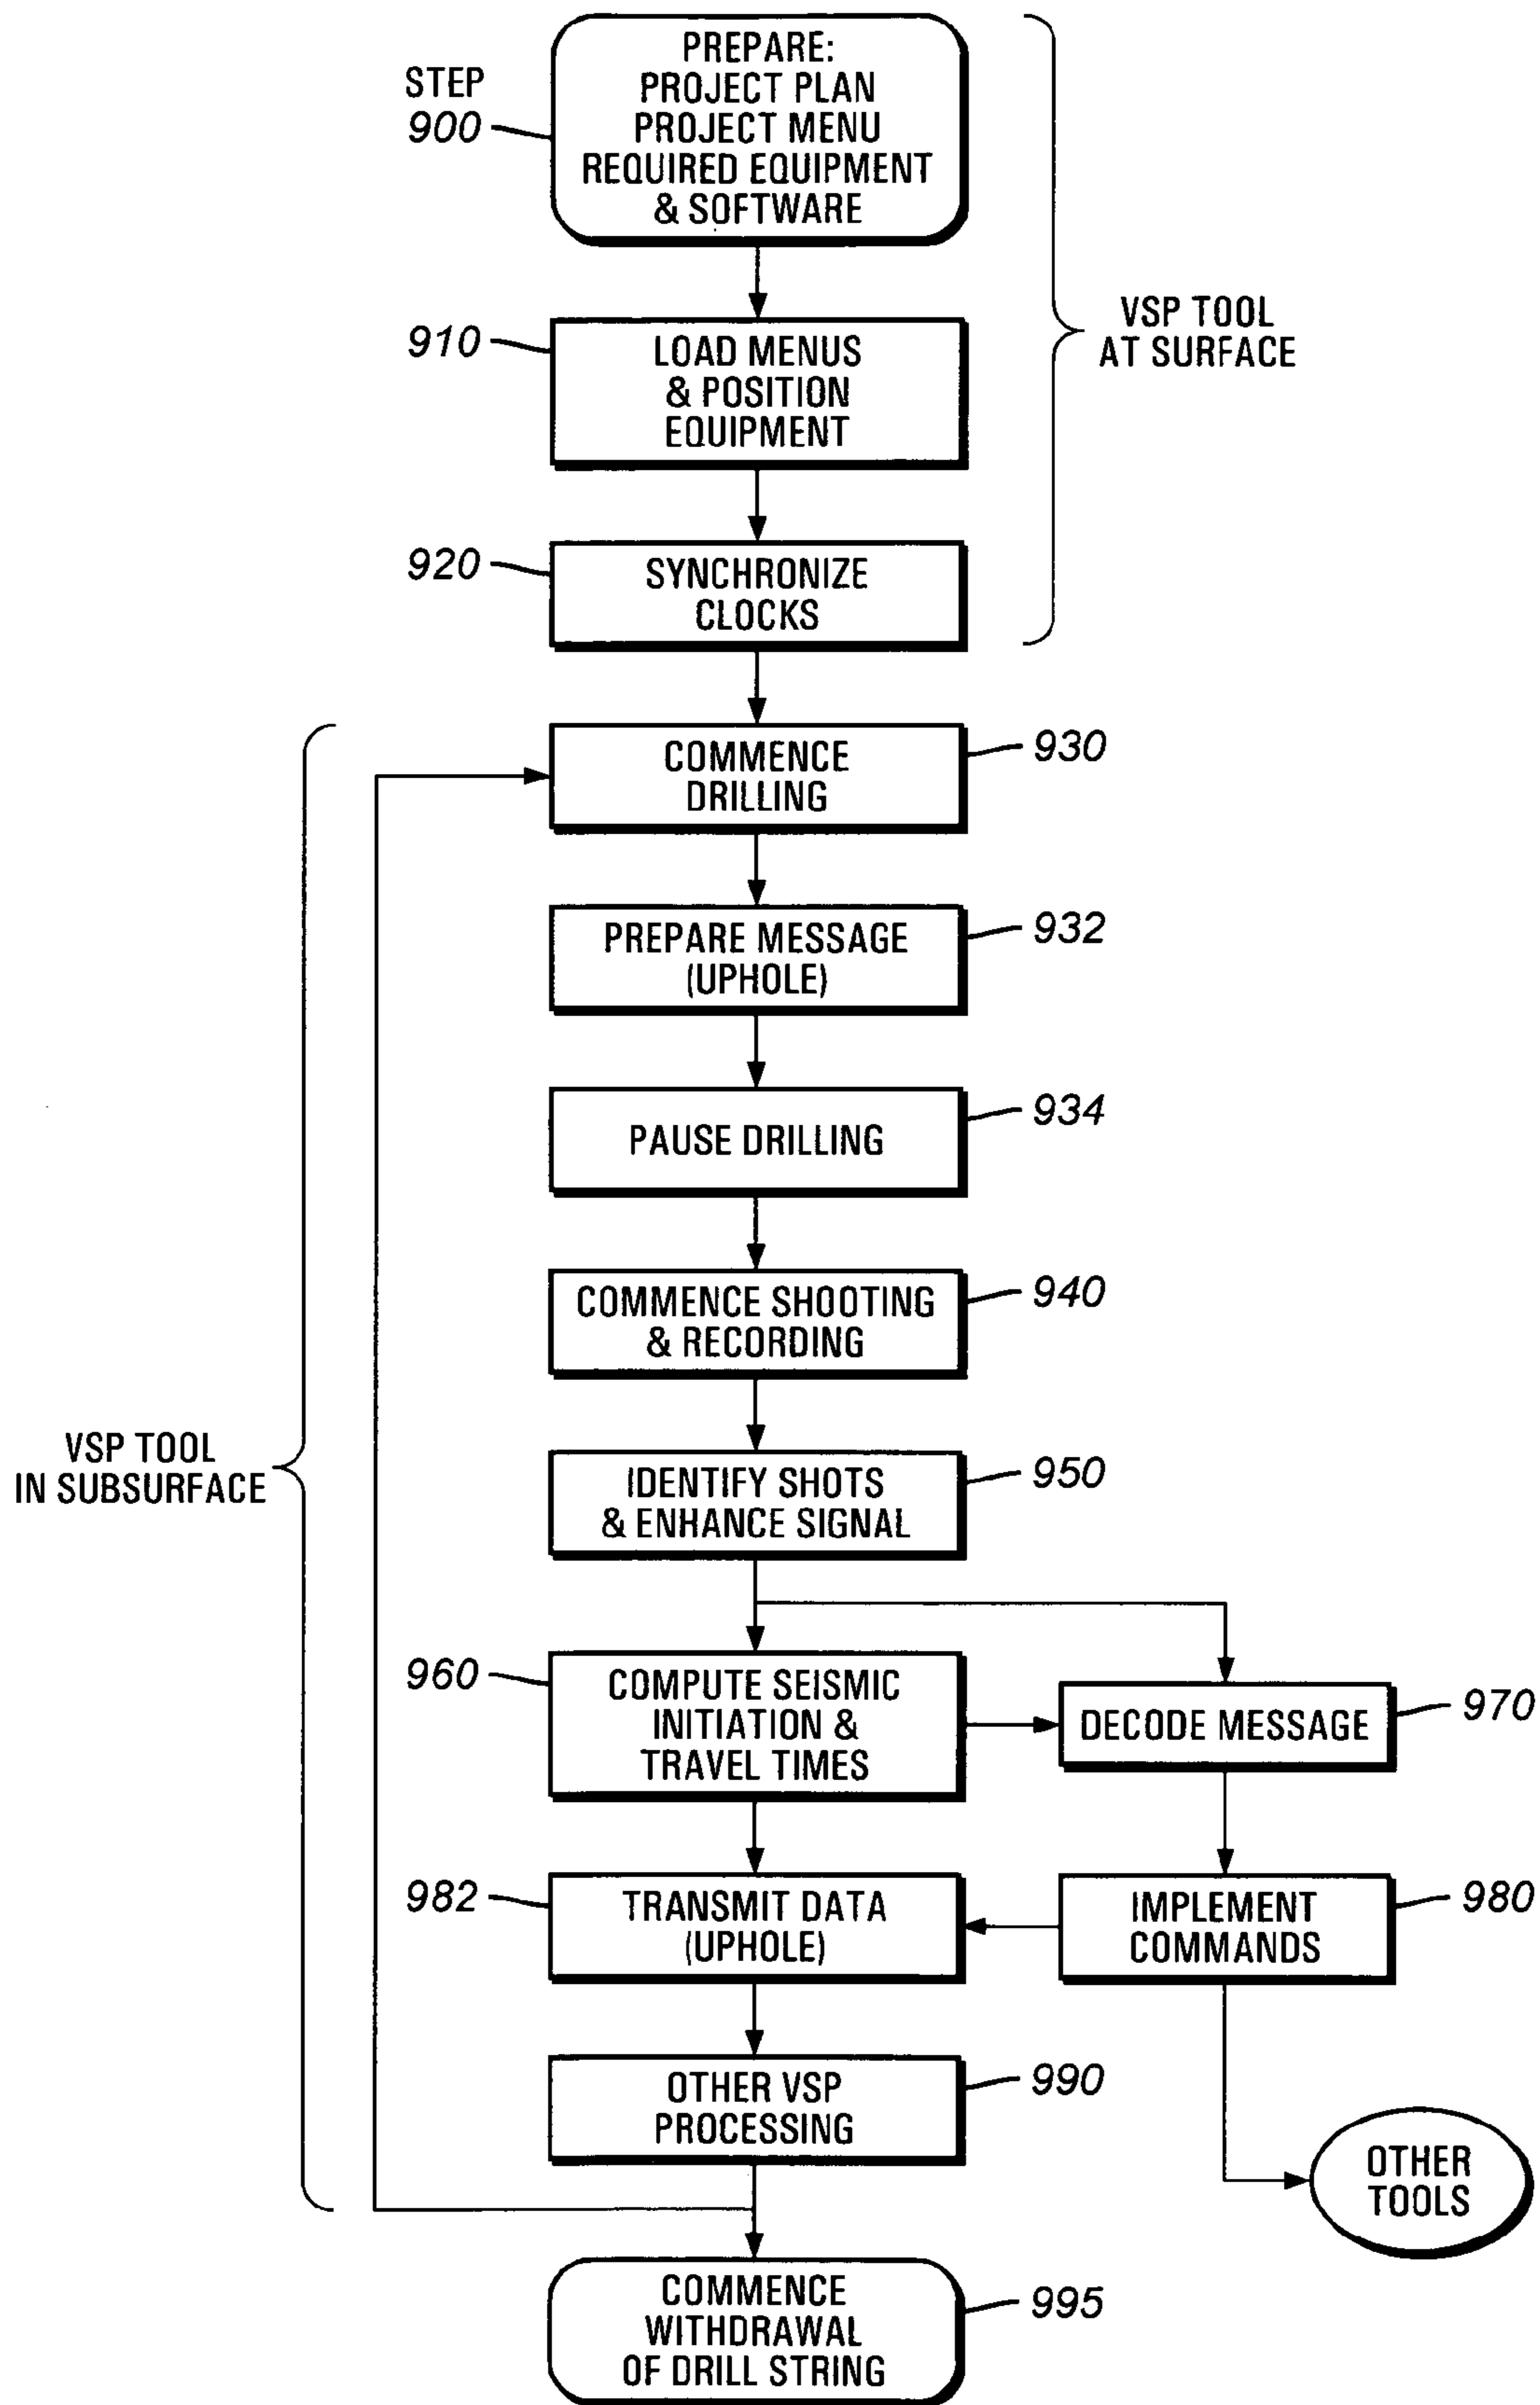 STEP
900
PREPARE:
PROJECT PLAN
PROJECT MENU
REQUIRED EQUIPMENT
& SOFTWARE
VSP TOOL
AT SURFACE
910
LOAD MENUS
& POSITION
EQUIPMENT
920
SYNCHRONIZE
CLOCKS
COMMENCE
DRILLING
930
PREPARE MESSAGE
(UPHOLE)
932
PAUSE DRILLING
934
COMMENCE SHOOTING
& RECORDING
940
VSP TOOL
IN SUBSURFACE
IDENTIFY SHOTS
& ENHANCE SIGNAL
950
960
COMPUTE SEISMIC
INITIATION &
TRAVEL TIMES
DECODE MESSAGE
970
982
TRANSMIT DATA
(UPHOLE)
IMPLEMENT
COMMANDS
980
OTHER VSP
PROCESSING
990
OTHER
TOOLS
COMMENCE
WITHDRAWAL
OF DRILL STRING
995